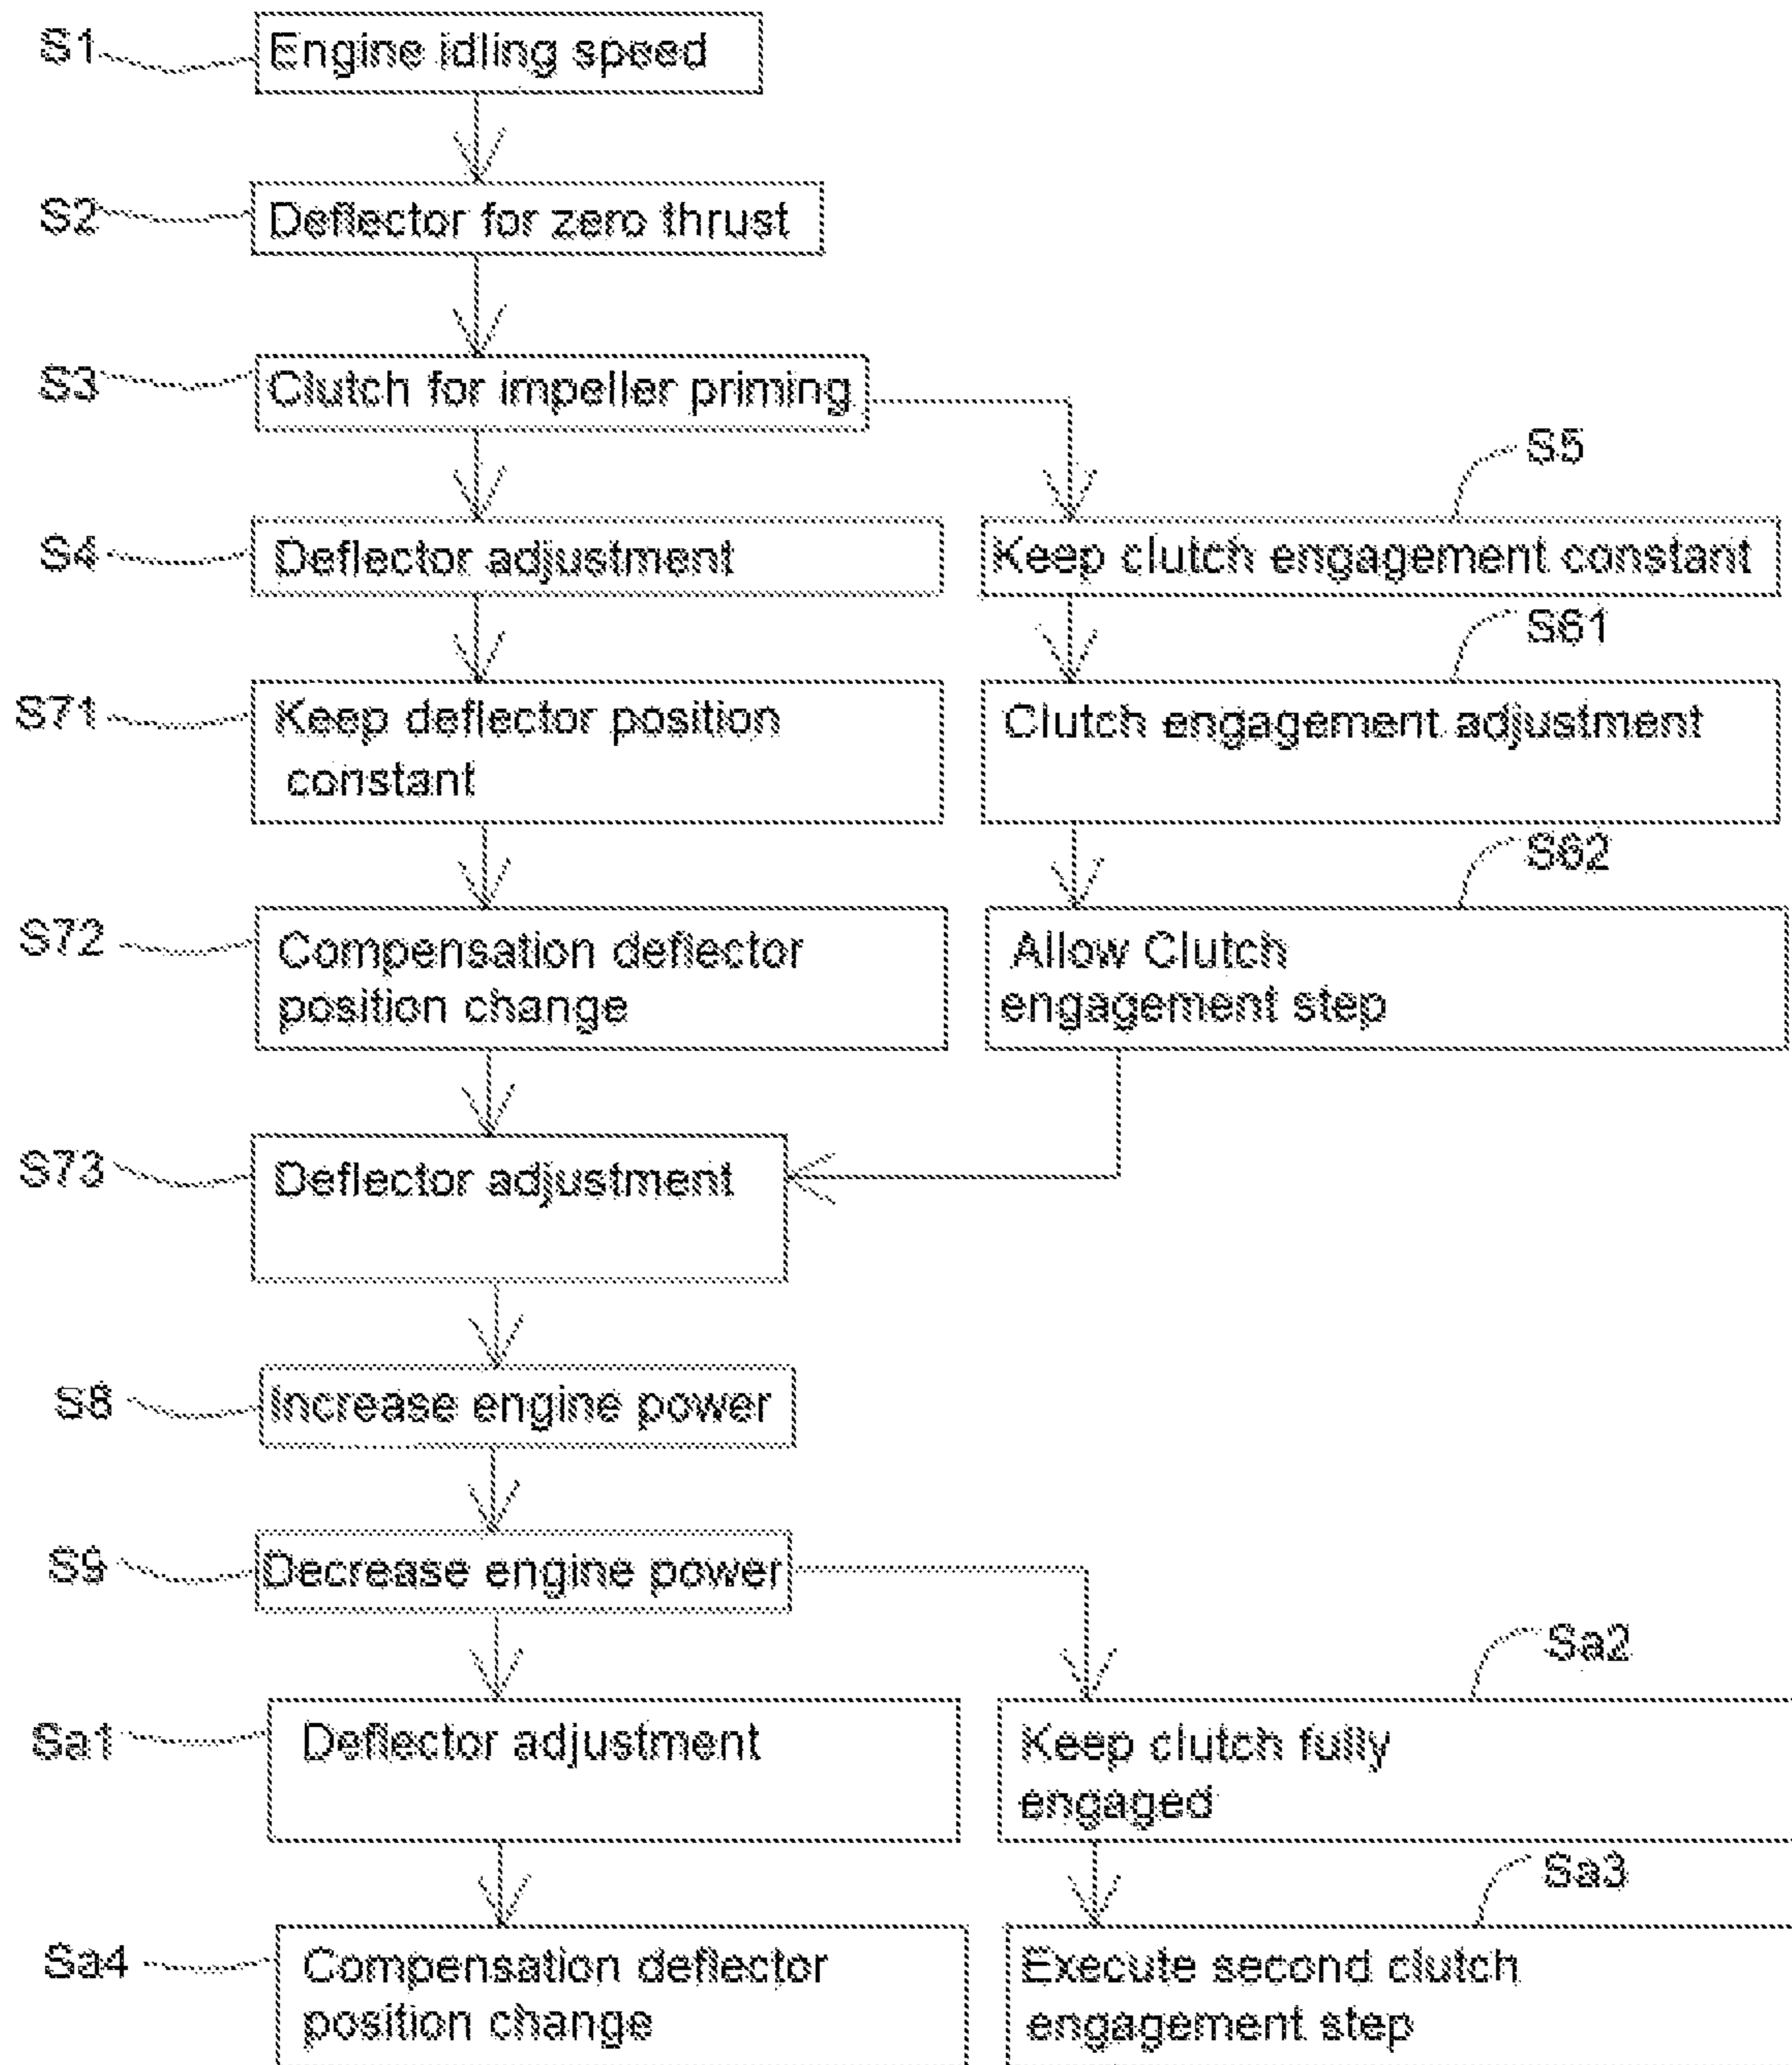 S1
Engine idling speed
S2
Deflector for zero thrust
S3
Clutch for impeller priming
S5
S4
Deflector adjustment
Keep clutch engagement constant
S61
S71
Keep deflector position
constant
Clutch engagement adjustment
S62
S72
Compensation deflector
position change
Allow Clutch
engagement step
S73
Deflector adjustment
S8
Increase engine power
S9
Decrease engine power
Sa2
Sa1
Deflector adjustment
Keep clutch fully
engaged
Sa3
Sa4
Compensation deflector
position change
Execute second clutch
engagement step